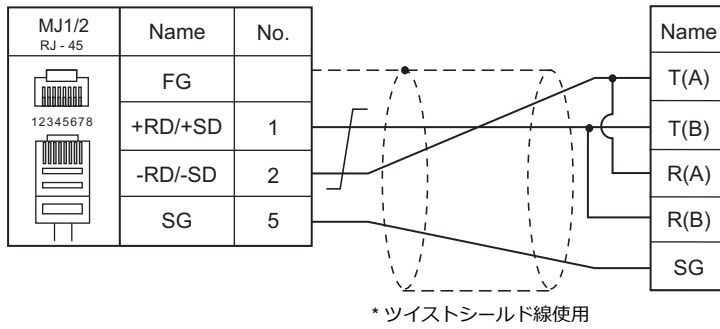 MJ1/2 Name No. Name
RJ - 45
FG T(A)
12345678
+RD/+SD 1 T(B)
-RD/-SD 2 R(A)
R(B)
SG 5
SG
* ツイストシールド線使用